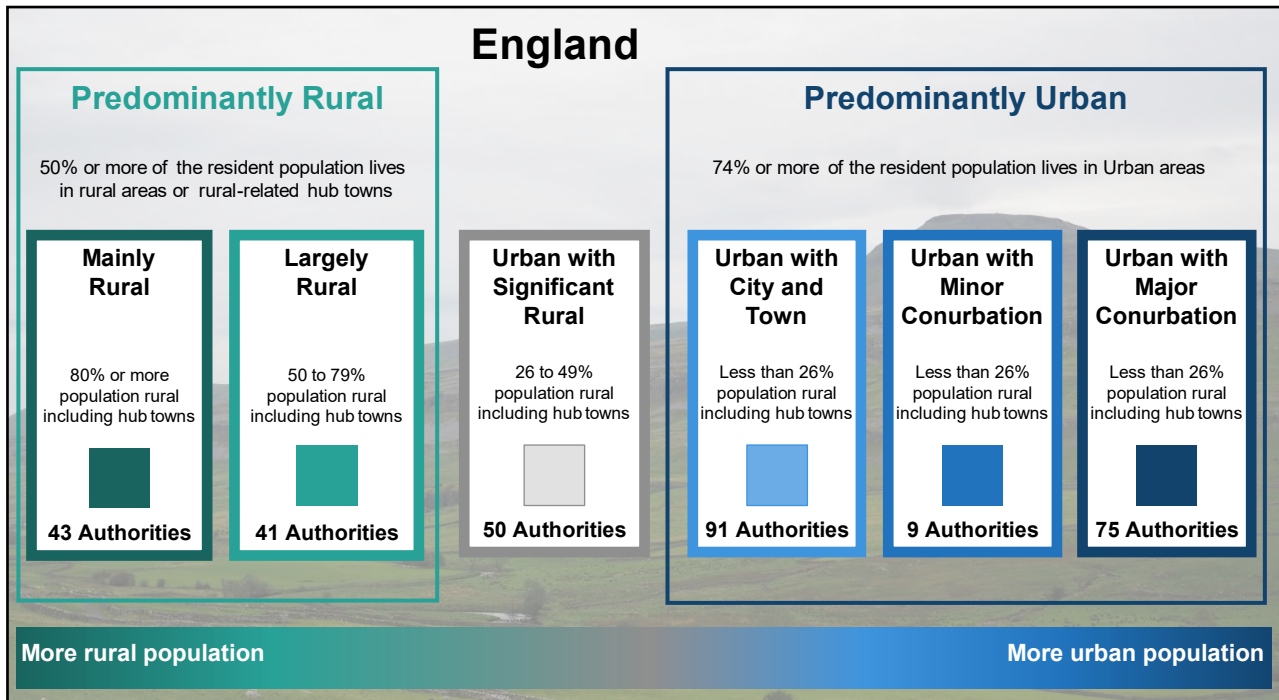 England
Predominantly Rural
50% or more of the resident population lives
in rural areas or rural-related hub towns
Mainly
Rural
80% or more
population rural
including hub towns
43 Authorities
Largely
Rural
50 to 79%
population rural
including hub towns
41 Authorities
Urban with
Significant
Rural
26 to 49%
population rural
including hub towns
50 Authorities
Predominantly Urban
74% or more of the resident population lives in Urban areas
Urban with
City and
Town
Less than 26%
population rural
including hub towns
91 Authorities
Urban with
Minor
Conurbation
Less than 26%
population rural
including hub towns
9 Authorities
Urban with
Major
Conurbation
Less than 26%
population rural
including hub towns
75 Authorities
More rural population
More urban population